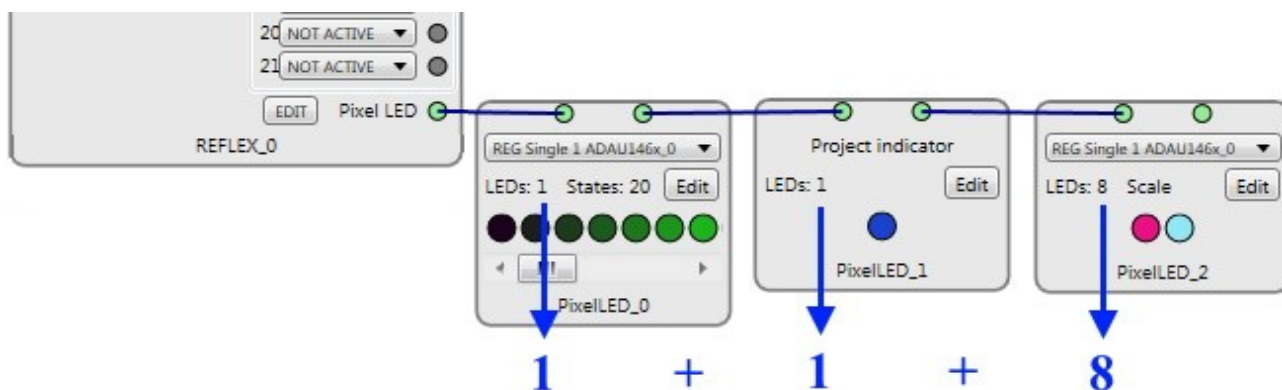 20 NOT ACTIVE
21 NOT ACTIVE
EDIT Pixel LED
REFLEX_0
REG Single 1 ADAU146x_0
LEDs: 1 States: 20 Edit
PixelLED_0
Project indicator
LEDs: 1 Edit
PixelLED_1
REG Single 1 ADAU146x_0
LEDs: 8 Scale Edit
PixelLED_2
1 + 1 + 8